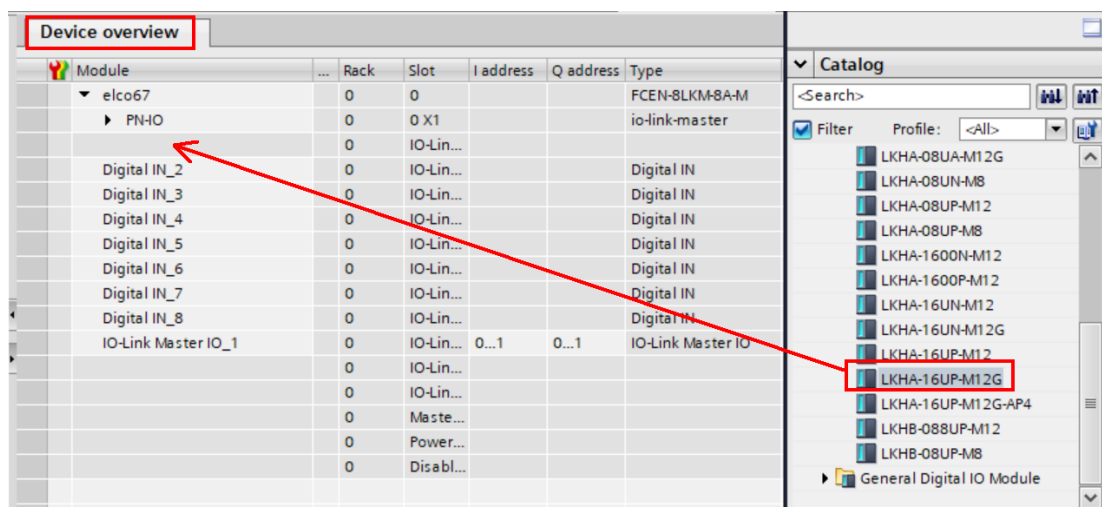 Device overview
Module ... Rack Slot I address Q address Type
elco67 0 0 FCEN-8LKM-8A-M
PN-IO 0 0 X1 io-link-master
0 IO-Lin...
Digital IN_2 0 IO-Lin... Digital IN
Digital IN_3 0 IO-Lin... Digital IN
Digital IN_4 0 IO-Lin... Digital IN
Digital IN_5 0 IO-Lin... Digital IN
Digital IN_6 0 IO-Lin... Digital IN
Digital IN_7 0 IO-Lin... Digital IN
Digital IN_8 0 IO-Lin... Digital IN
IO-Link Master IO_1 0 IO-Lin... 0...1 0...1 IO-Link Master IO
0 IO-Lin...
0 IO-Lin...
0 Maste...
0 Power...
0 Disabl...
Catalog
<Search>
Filter Profile: <All>
LKHA-08UA-M12G
LKHA-08UN-M8
LKHA-08UP-M12
LKHA-08UP-M8
LKHA-1600N-M12
LKHA-1600P-M12
LKHA-16UN-M12
LKHA-16UN-M12G
LKHA-16UP-M12
LKHA-16UP-M12G
LKHA-16UP-M12G-AP4
LKHB-088UP-M12
LKHB-08UP-M8
General Digital IO Module